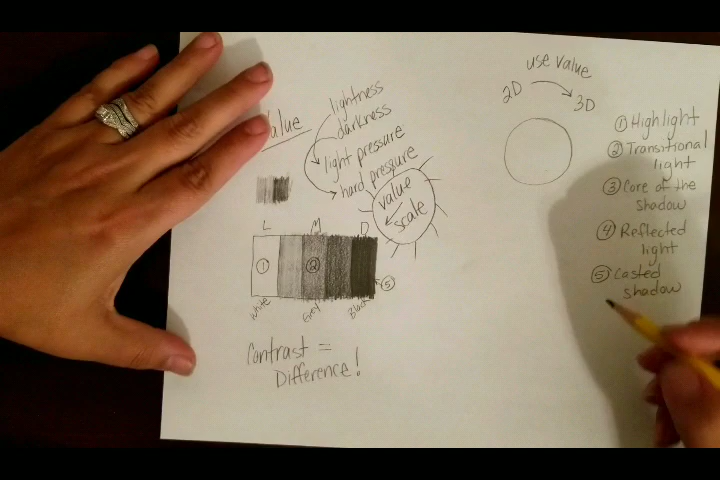 Value
lightness
darkness
light pressure
hard pressure
value
scale
L M D
1 2 5
White Grey Black
Contrast =
Difference!
use value
2D
3D
1 Highlight
2 Transitional
light
3 Core of the
shadow
4 Reflected
light
5 Casted
shadow